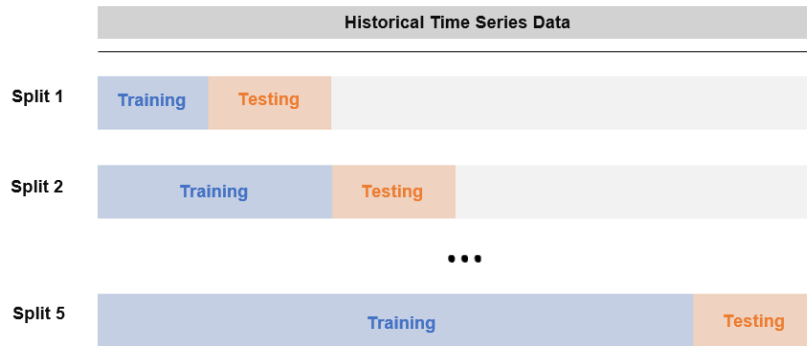 Historical Time Series Data
Split 1
Training
Testing
Split 2
Training
Testing
...
Split 5
Training
Testing